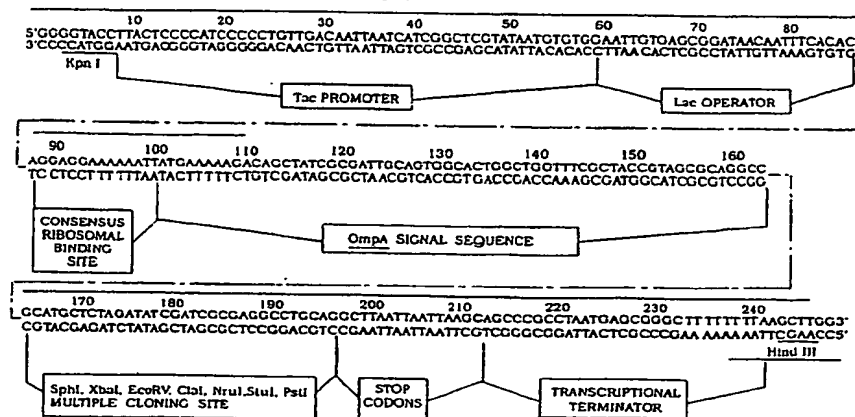 10 20 30 40 50 60 70 80
5'GGGGTACCTTACTCCCCATCCCCCTGTTGACAATTAATCATCGGCTCGTATAATGTGTGGAATTGTGAGCGGATAACAATTTCACAC
3'CCCCATGGAATGACGGGTAGGGGGACAACTGTTAATTAGTCGCCGAGCATATTACACACCTTAACACTCGCCTATTGTTAAAGTGTG
Kpn I
Tac PROMOTER
Lac OPERATOR
90 100 110 120 130 140 150 160
AGGAGGAAAAAATTATGAAAAAGACAGCTATCGCGATTGCAGTGGCACTGGCTGGTTTCGCTACCGTAGCGCAGGCC
TCCTCCTTTTTTAATACTTTTTCTGTCGATAGCGCTAACGTCACCGTGACCGACCAAAGCGATGGCATCGCGTCCGG
CONSENSUS
RIBOSOMAL
BINDING
SITE
OmpA SIGNAL SEQUENCE
170 180 190 200 210 220 230 240
GCATGCTCTAGATATCGATCGCGAGGCCTGCAGGCTTAATTAATTAAGCAGCCCCGCCTAATGAGCGGGCTTTTTTTTAAGCTTGG3'
CGTACGAGATCTATAGCTAGCGCTCCGGACGTCCGAATTAATTAATTCGTCGGGCGGATTACTCGCCCGAAAAAAAATTCGAACC5'
Hind III
SphI, XbaI, EcoRV, ClaI, NruI,StuI, PstI
MULTIPLE CLONING SITE
STOP
CODONS
TRANSCRIPTIONAL
TERMINATOR